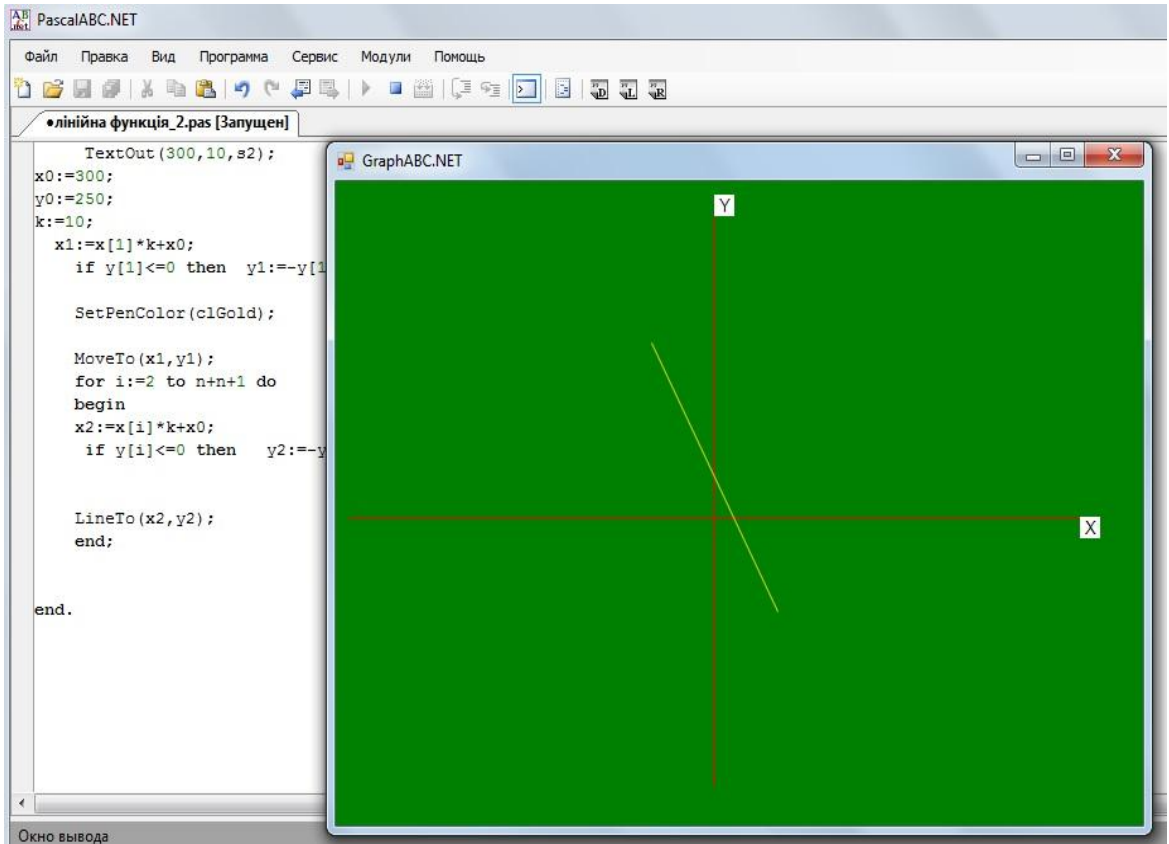 PascalABC.NET
Файл Правка Вид Программа Сервис Модули Помощь
•лінійна функція_2.pas [Запущен]
TextOut(300,10,s2);
x0:=300;
y0:=250;
k:=10;
x1:=x[1]*k+x0;
if y[1]<=0 then y1:=-y[1
SetPenColor(clGold);
MoveTo(x1,y1);
for i:=2 to n+n+1 do
begin
x2:=x[i]*k+x0;
if y[i]<=0 then y2:=-y
LineTo(x2,y2);
end;
end.
GraphABC.NET
Y
X
Окно вывода